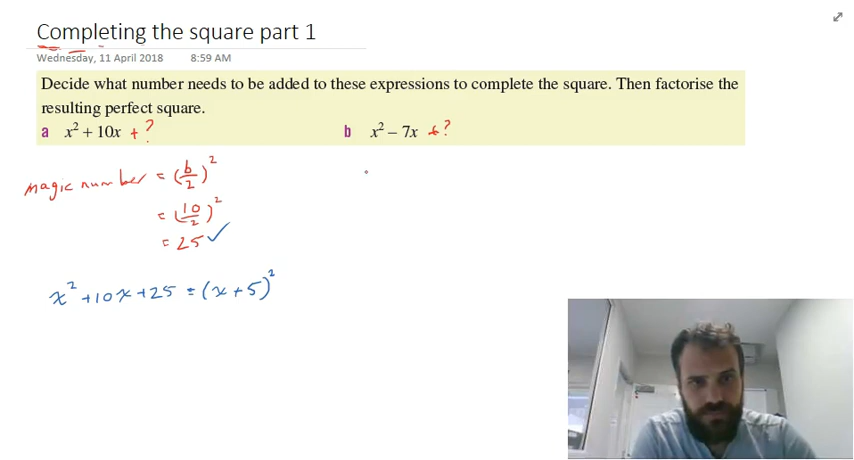 Completing the square part 1
Wednesday, 11 April 2018 8:59 AM
Decide what number needs to be added to these expressions to complete the square. Then factorise the
resulting perfect square.
a x² + 10x + ? b x² − 7x + ?
magic number = (b/2)²
= (10/2)²
= 25 ✓
x² + 10x + 25 = (x + 5)²